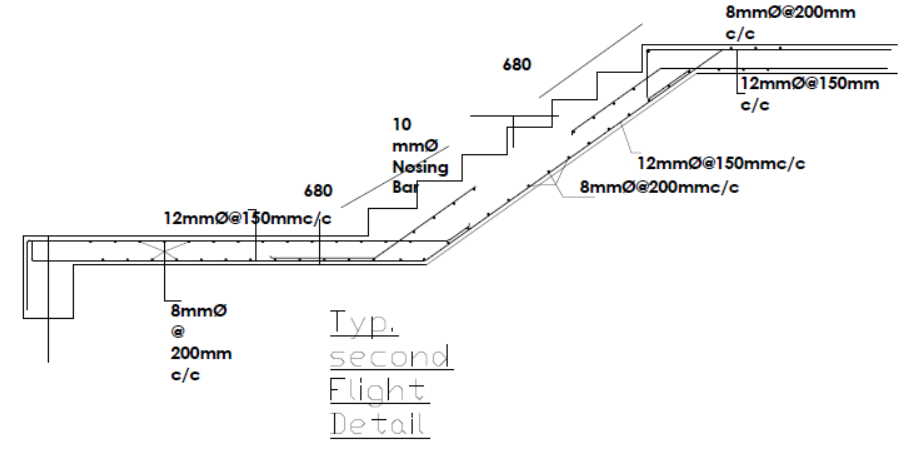 8mmØ@200mm
c/c
680
12mmØ@150mm
c/c
10
mmØ
Nosing
Bar
12mmØ@150mmc/c
8mmØ@200mmc/c
680
12mmØ@150mmc/c
8mmØ
@
200mm
c/c
Typ.
second
Flight
Detail